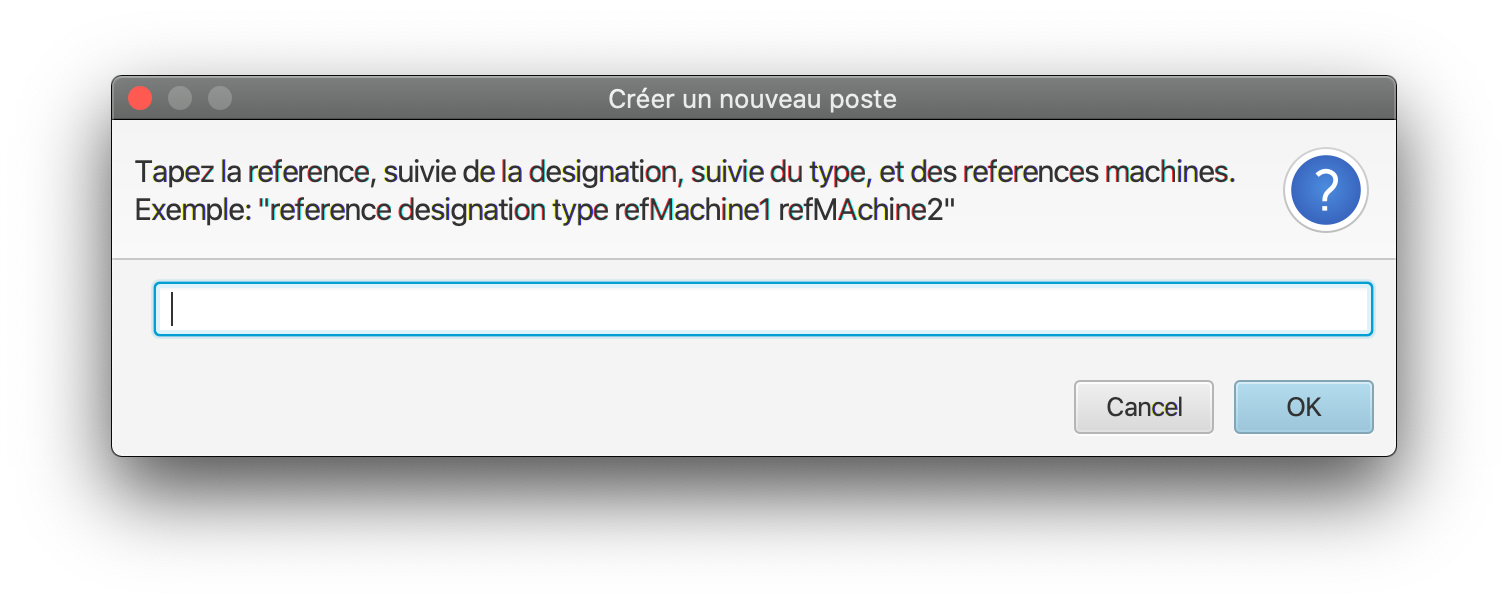 Créer un nouveau poste
Tapez la reference, suivie de la designation, suivie du type, et des references machines.
Exemple: "reference designation type refMachine1 refMAchine2"
?
Cancel
OK